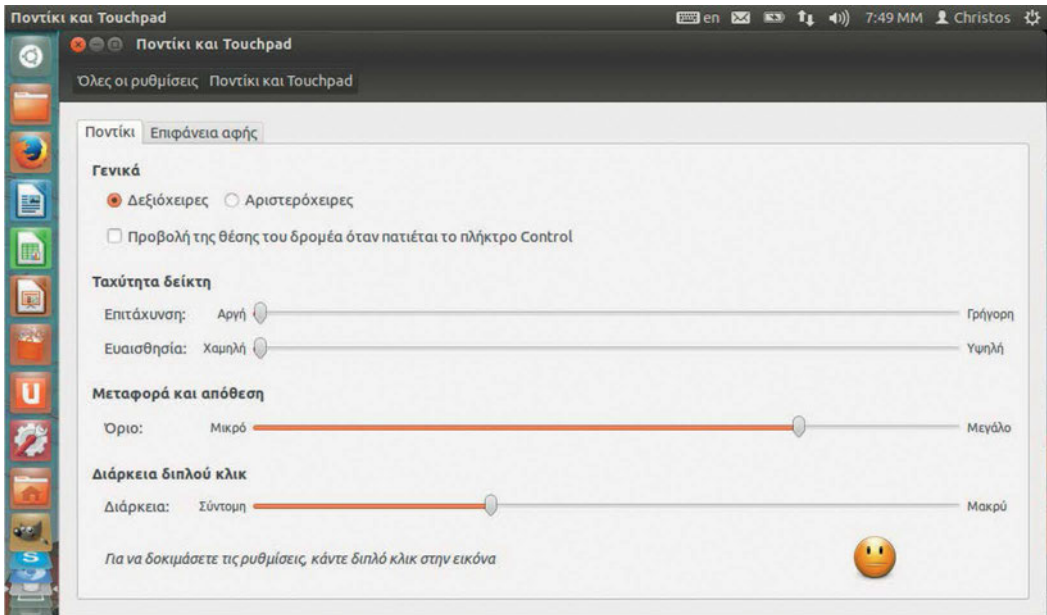 Ποντίκι και Touchpad en 7:49 ΜΜ Christos
Ποντίκι και Touchpad
Όλες οι ρυθμίσεις Ποντίκι και Touchpad
Ποντίκι Επιφάνεια αφής
Γενικά
Δεξιόχειρες Αριστερόχειρες
Προβολή της θέσης του δρομέα όταν πατιέται το πλήκτρο Control
Ταχύτητα δείκτη
Επιτάχυνση: Αργή Γρήγορη
Ευαισθησία: Χαμηλή Υψηλή
Μεταφορά και απόθεση
Όριο: Μικρό Μεγάλο
Διάρκεια διπλού κλικ
Διάρκεια: Σύντομη Μακρύ
Για να δοκιμάσετε τις ρυθμίσεις, κάντε διπλό κλικ στην εικόνα